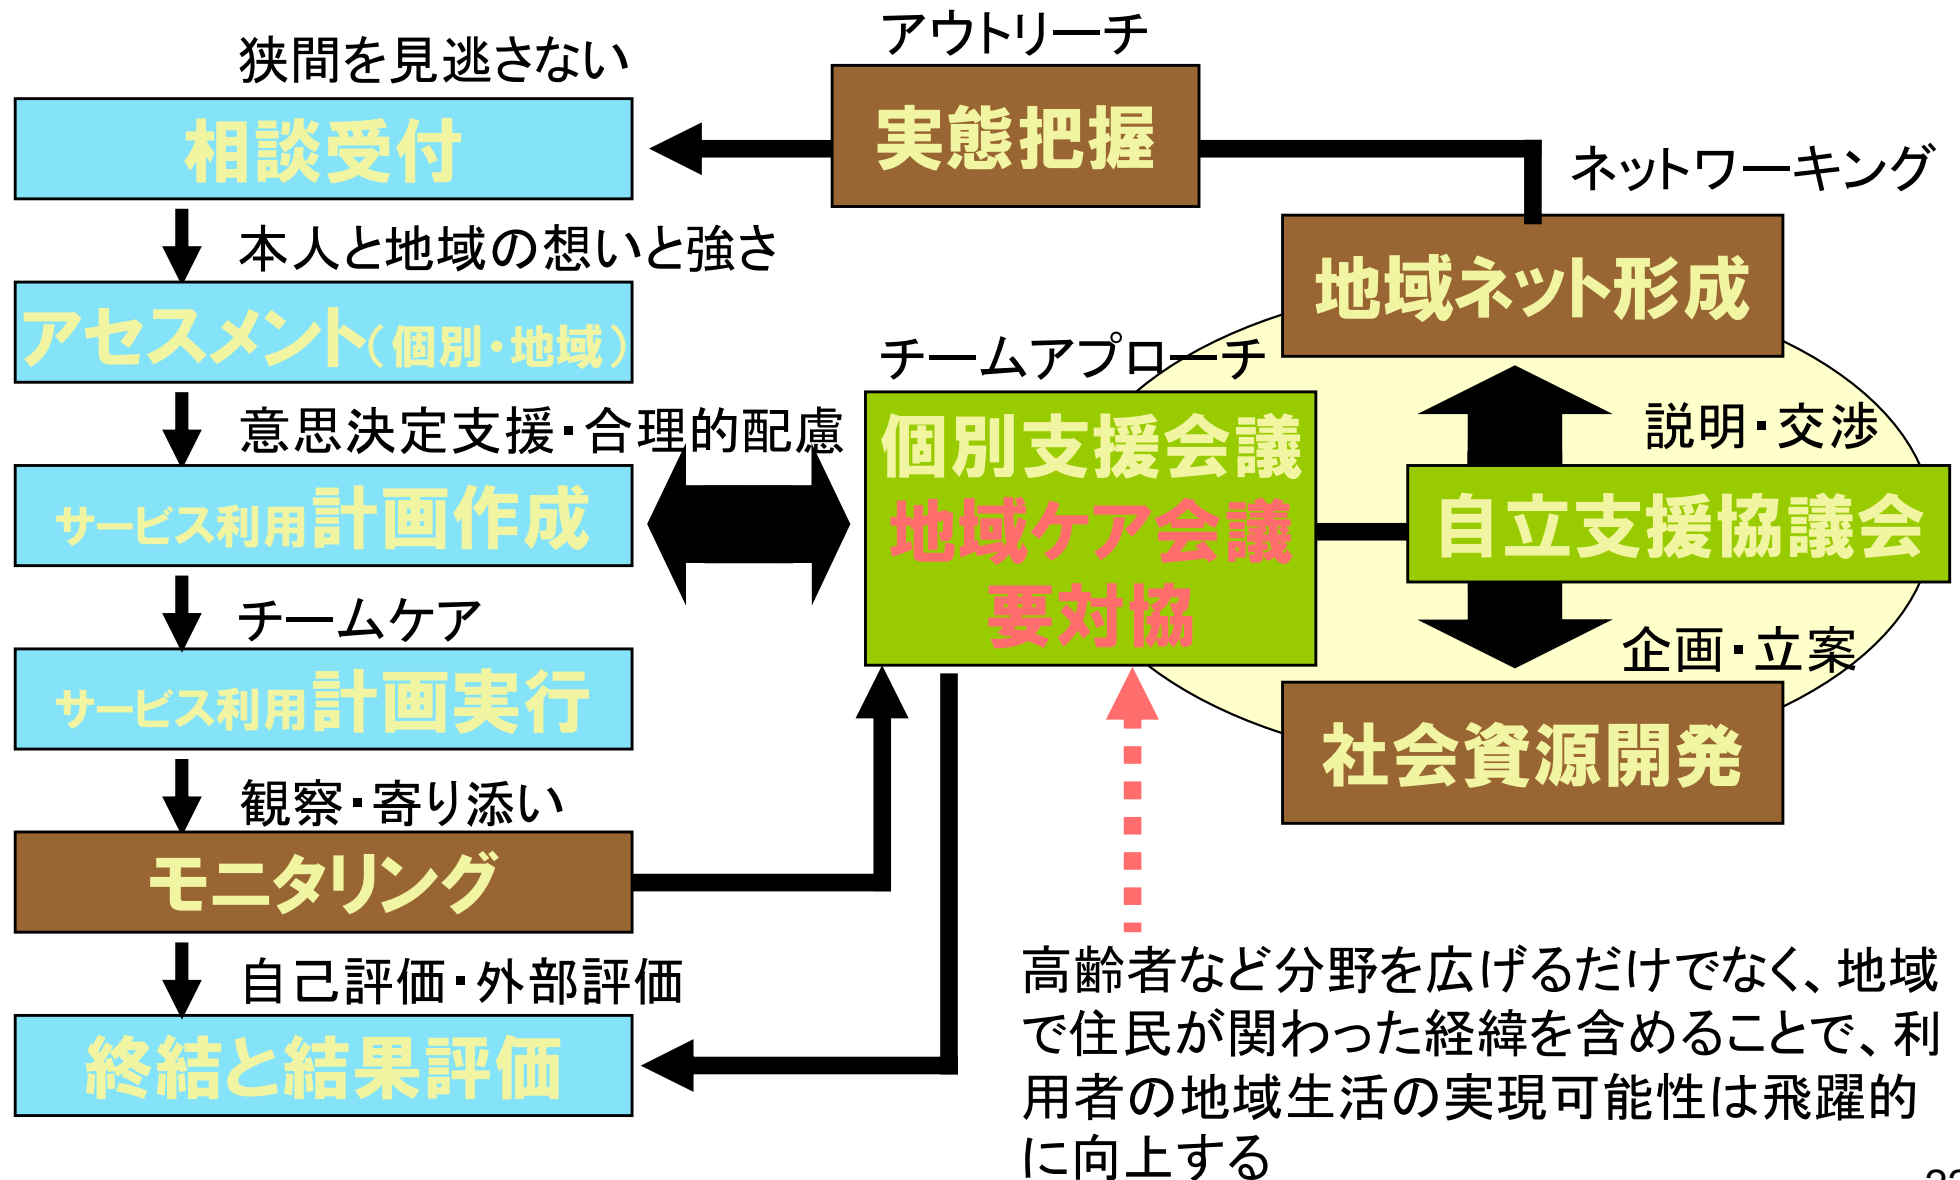 アウトリーチ
狭間を見逃さない
実態把握
相談受付
ネットワーキング
本人と地域の想いと強さ
地域ネット形成
アセスメント(個別・地域)
チームアプローチ
意思決定支援・合理的配慮
説明・交渉
個別支援会議
地域ケア会議
要対協
サービス利用計画作成
自立支援協議会
チームケア
企画・立案
サービス利用計画実行
社会資源開発
観察・寄り添い
モニタリング
自己評価・外部評価
終結と結果評価
高齢者など分野を広げるだけでなく、地域
で住民が関わった経緯を含めることで、利
用者の地域生活の実現可能性は飛躍的
に向上する